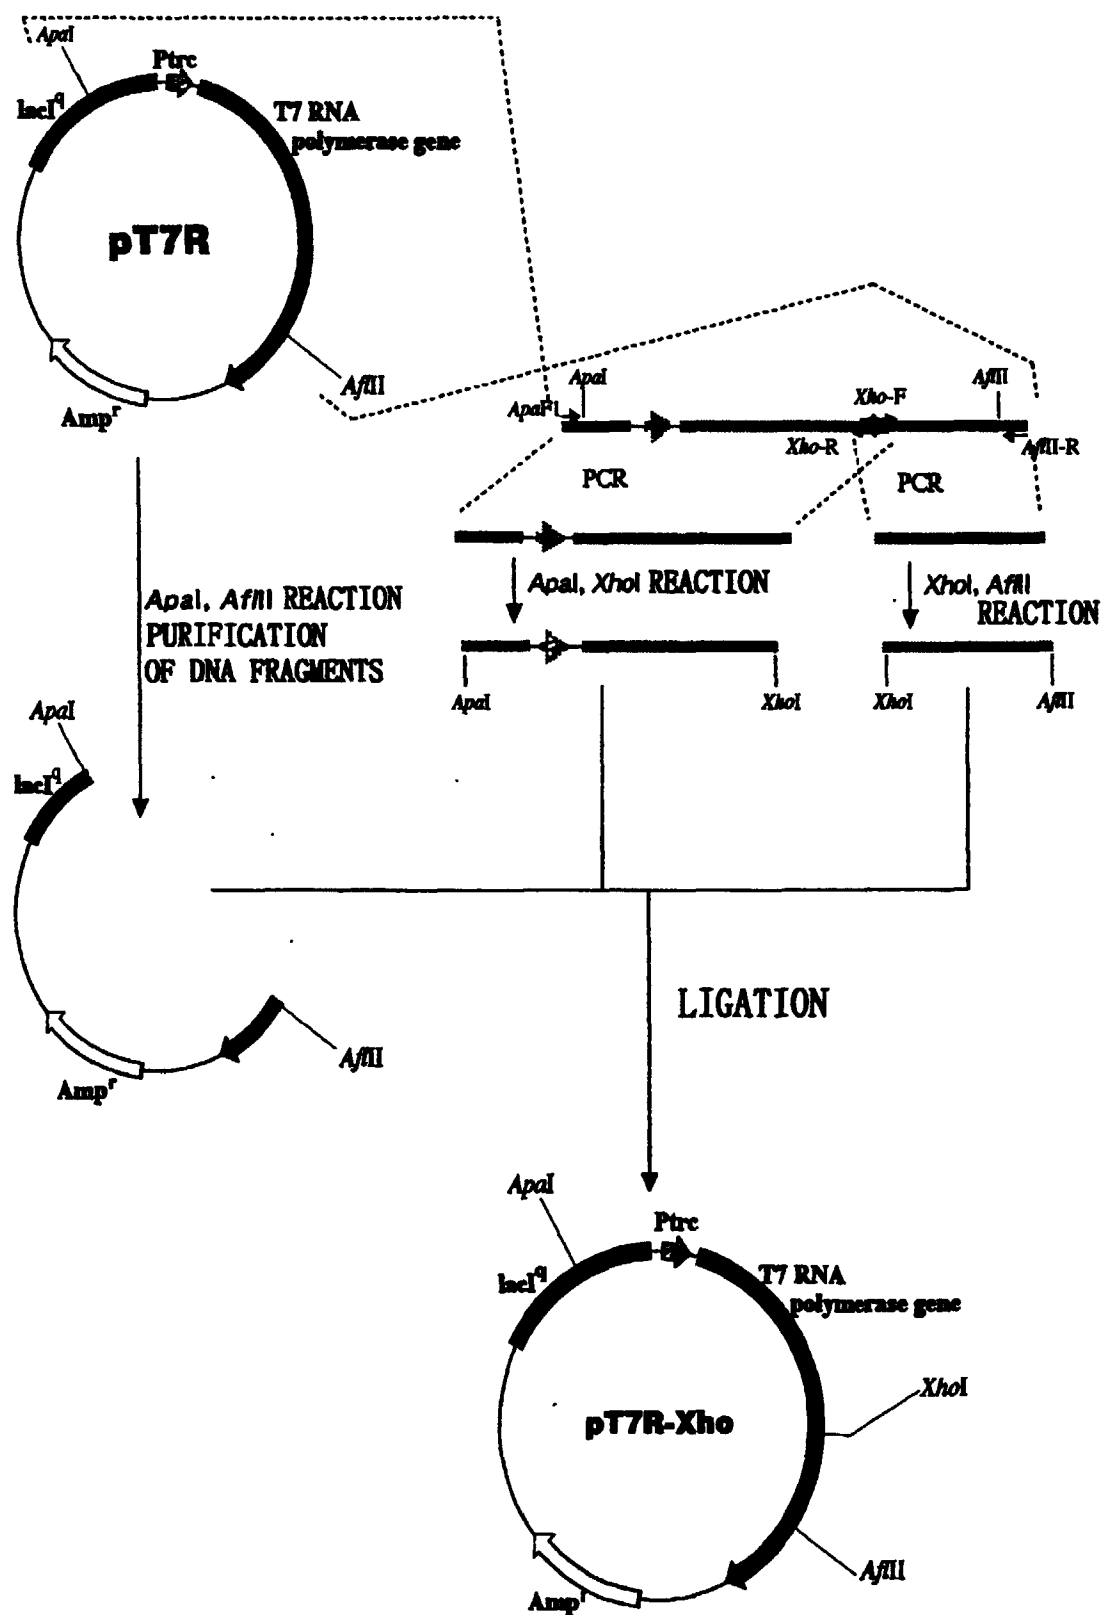 ApaI
Ptrc
lacIq
T7 RNA
polymerase gene
pT7R
AflII
Ampr
ApaI
AflII
ApaF1
Xho-F
Xho-R
AflII-R
PCR
PCR
ApaI, AflII REACTION
PURIFICATION
OF DNA FRAGMENTS
ApaI, XhoI REACTION
XhoI, AflII
REACTION
ApaI
XhoI
XhoI
AflII
ApaI
lacIq
AflII
Ampr
LIGATION
ApaI
Ptrc
lacIq
T7 RNA
polymerase gene
XhoI
pT7R-Xho
AflII
Ampr